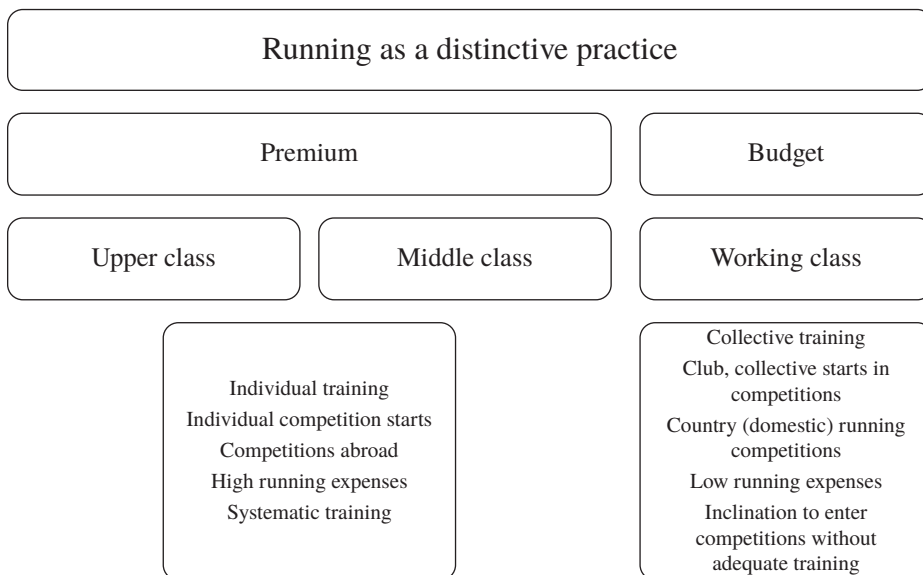 Running as a distinctive practice
Premium
Budget
Upper class
Middle class
Working class
Individual training
Individual competition starts
Competitions abroad
High running expenses
Systematic training
Collective training
Club, collective starts in
competitions
Country (domestic) running
competitions
Low running expenses
Inclination to enter
competitions without
adequate training